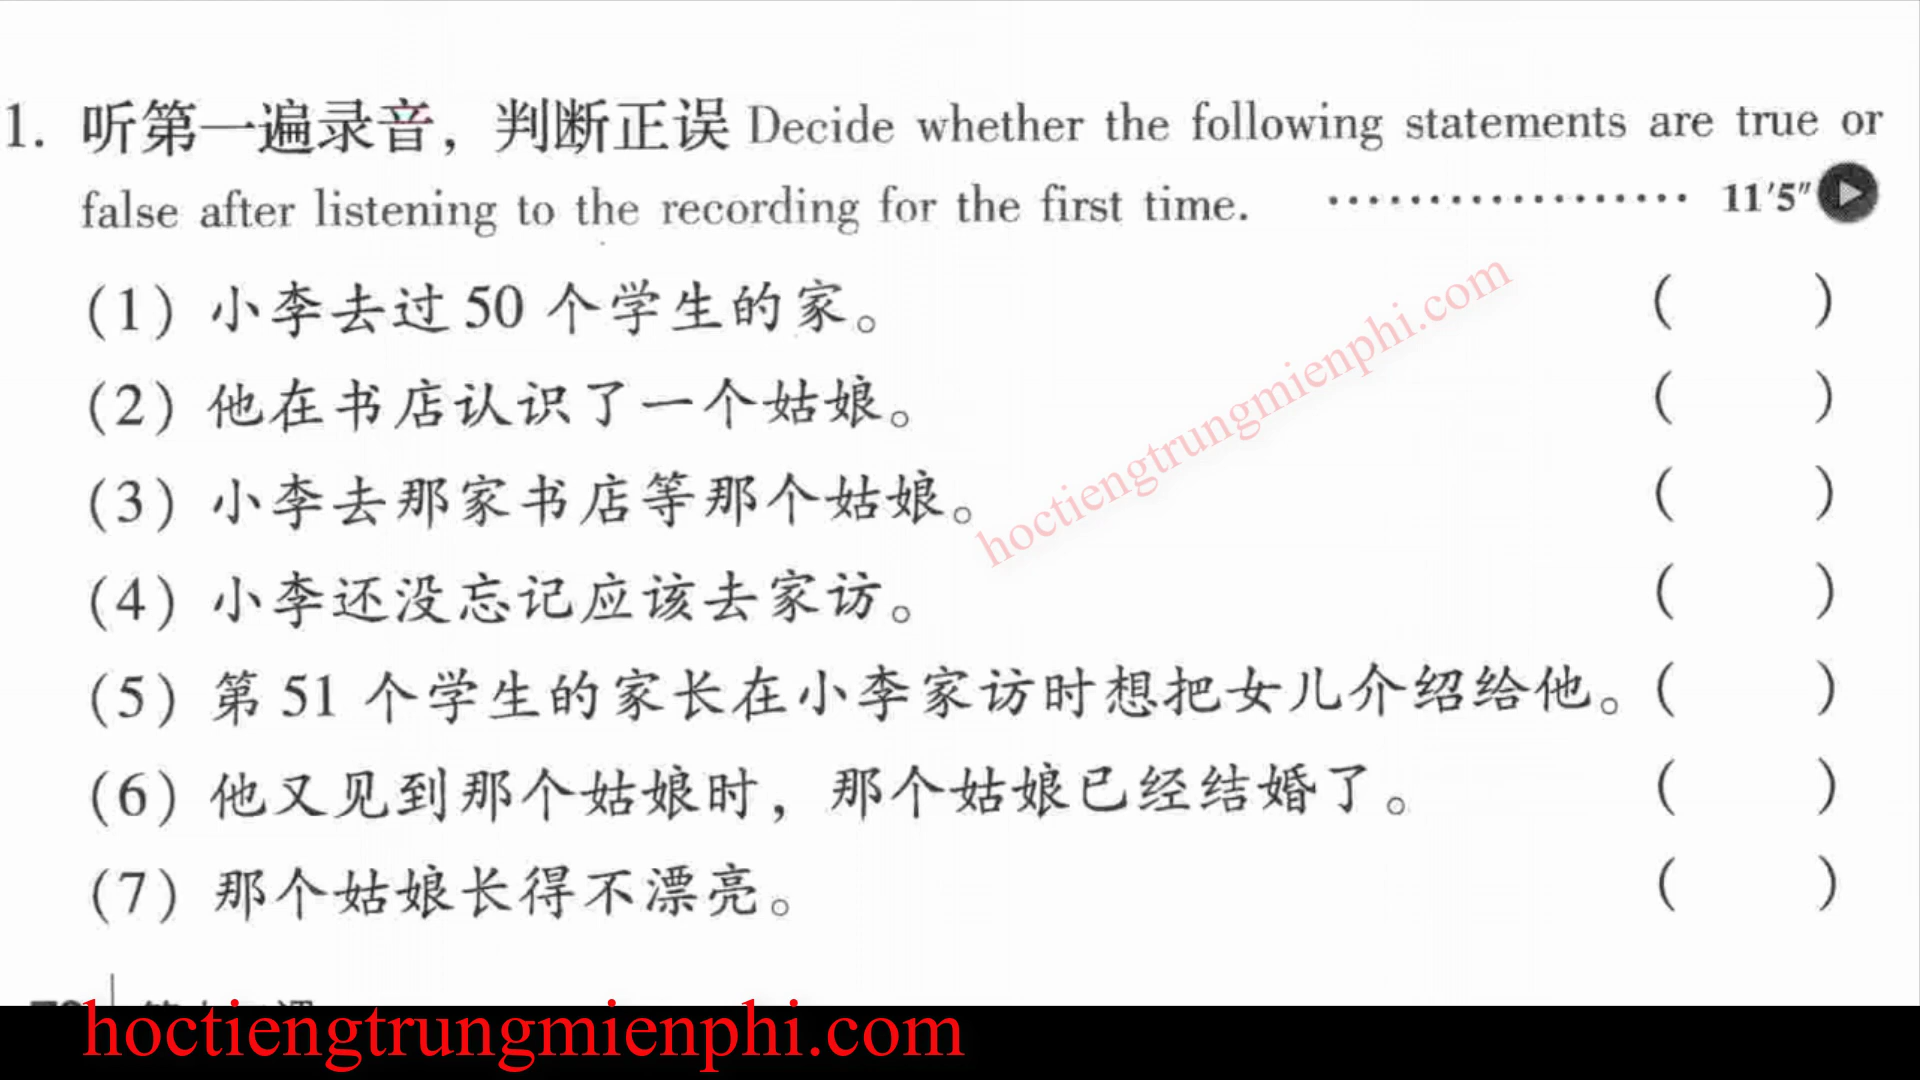 1. 听第一遍录音，判断正误 Decide whether the following statements are true or
false after listening to the recording for the first time. ·················· 11′5″
(1) 小李去过 50 个学生的家。 ( )
(2) 他在书店认识了一个姑娘。 ( )
(3) 小李去那家书店等那个姑娘。 ( )
(4) 小李还没忘记应该去家访。 ( )
(5) 第 51 个学生的家长在小李家访时想把女儿介绍给他。 ( )
(6) 他又见到那个姑娘时，那个姑娘已经结婚了。 ( )
(7) 那个姑娘长得不漂亮。 ( )
hoctiengtrungmienphi.com
hoctiengtrungmienphi.com